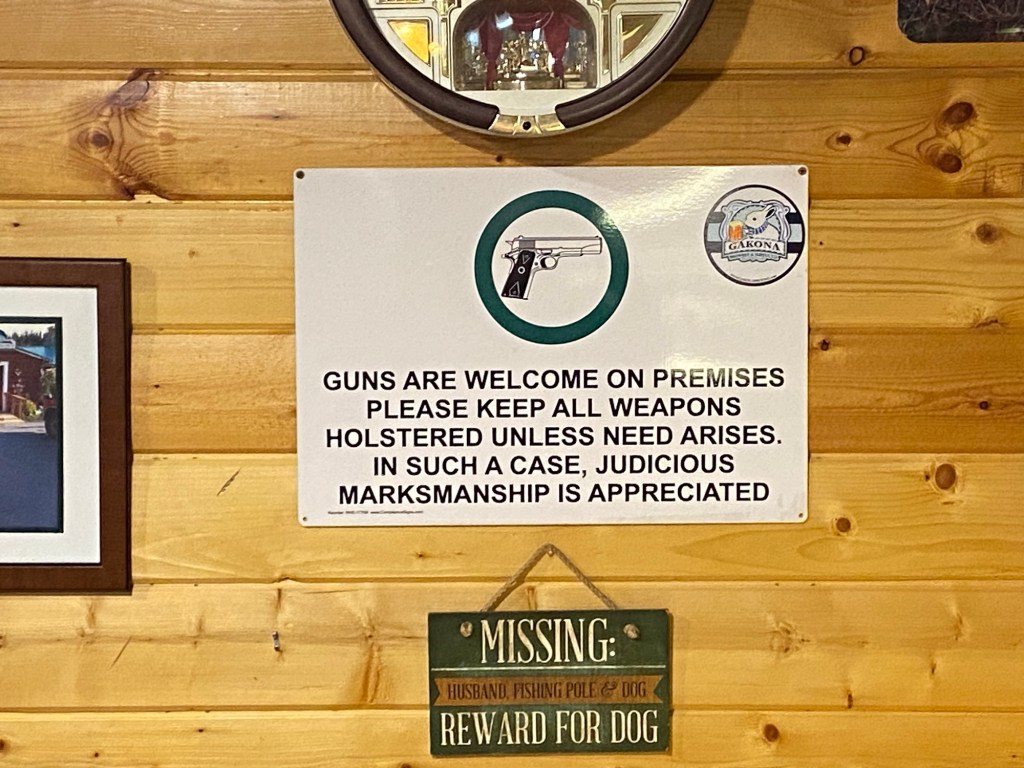 GAKONA
GUNS ARE WELCOME ON PREMISES
PLEASE KEEP ALL WEAPONS
HOLSTERED UNLESS NEED ARISES.
IN SUCH A CASE, JUDICIOUS
MARKSMANSHIP IS APPRECIATED
MISSING:
HUSBAND, FISHING POLE & DOG
REWARD FOR DOG